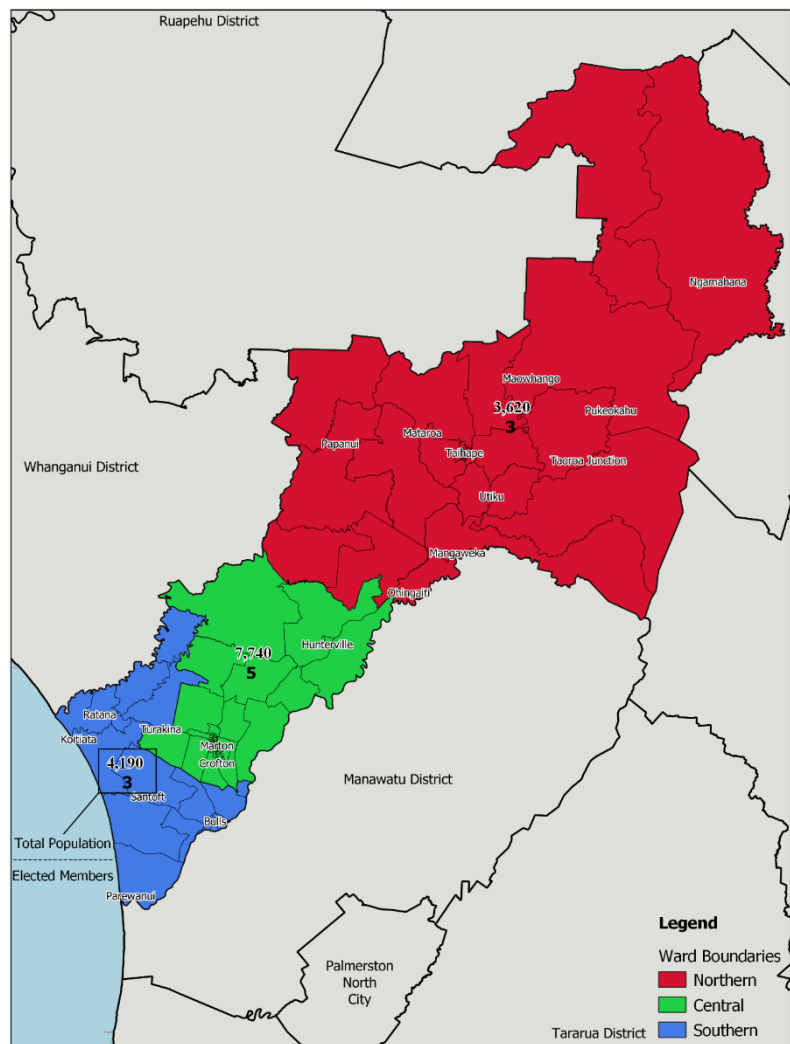 Ruapehu District
Ngamahana
Maowhango
3,620
3
Pukeokahu
Mataroa
Papanui
Taihape
Taoroa Junction
Whanganui District
Utiku
Mangaweka
Ohingaiti
Hunterville
7,740
5
Ratana
Turakina
Koitiata
Marton
Crofton
4,190
3
Santoft
Manawatu District
Bulls
Total Population
Elected Members
Parewanui
Legend
Ward Boundaries
Northern
Central
Southern
Palmerston
North
City
Tararua District